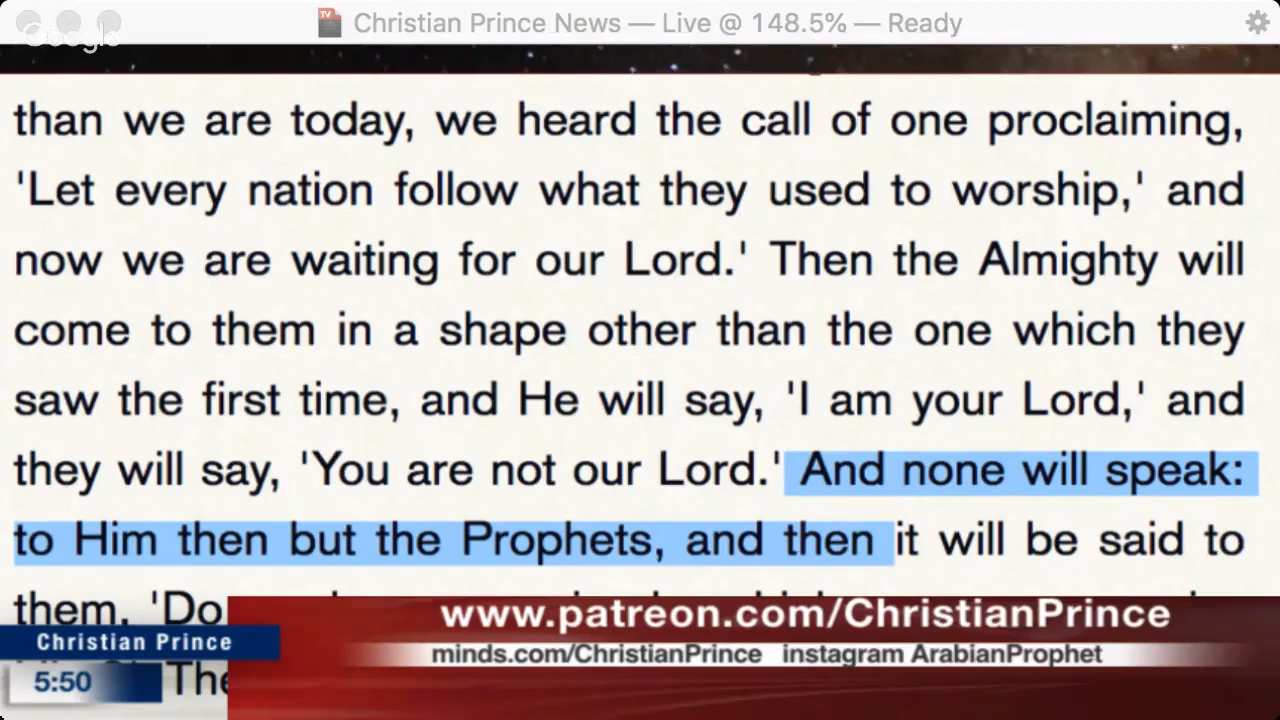 Christian Prince News — Live @ 148.5% — Ready
Google
TV
than we are today, we heard the call of one proclaiming,
'Let every nation follow what they used to worship,' and
now we are waiting for our Lord.' Then the Almighty will
come to them in a shape other than the one which they
saw the first time, and He will say, 'I am your Lord,' and
they will say, 'You are not our Lord.' And none will speak:
to Him then but the Prophets, and then it will be said to
them, 'Do
The
www.patreon.com/ChristianPrince
minds.com/ChristianPrince instagram ArabianProphet
Christian Prince
5:50